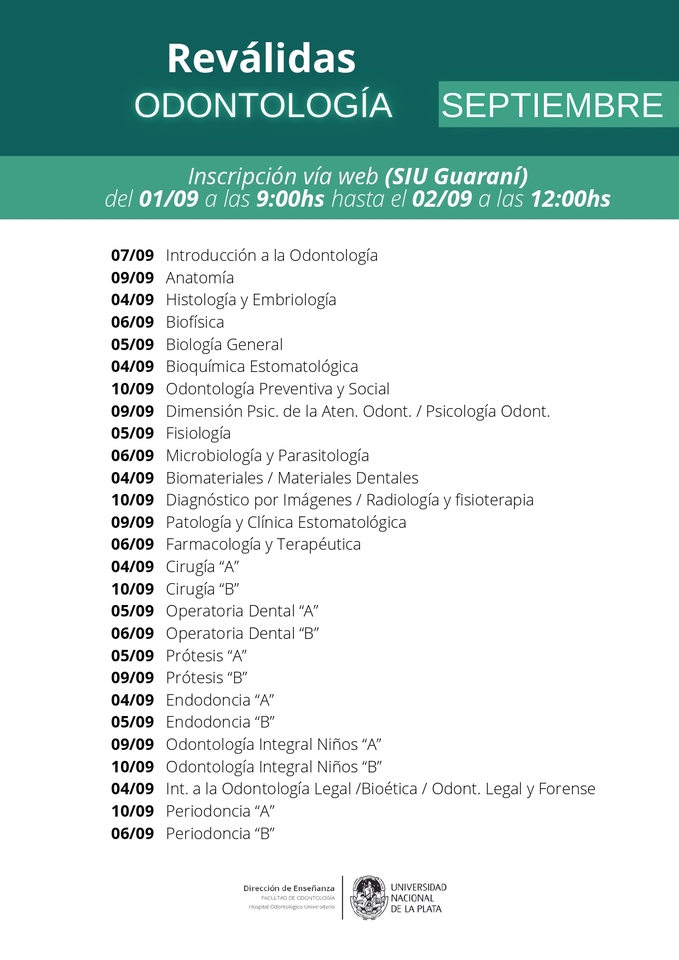 Reválidas
ODONTOLOGÍA SEPTIEMBRE
Inscripción vía web (SIU Guaraní)
del 01/09 a las 9:00hs hasta el 02/09 a las 12:00hs
07/09 Introducción a la Odontología
09/09 Anatomía
04/09 Histología y Embriología
06/09 Biofísica
05/09 Biología General
04/09 Bioquímica Estomatológica
10/09 Odontología Preventiva y Social
09/09 Dimensión Psic. de la Aten. Odont. / Psicología Odont.
05/09 Fisiología
06/09 Microbiología y Parasitología
04/09 Biomateriales / Materiales Dentales
10/09 Diagnóstico por Imágenes / Radiología y fisioterapia
09/09 Patología y Clínica Estomatológica
06/09 Farmacología y Terapéutica
04/09 Cirugía “A”
10/09 Cirugía “B”
05/09 Operatoria Dental “A”
06/09 Operatoria Dental “B”
05/09 Prótesis “A”
09/09 Prótesis “B”
04/09 Endodoncia “A”
05/09 Endodoncia “B”
09/09 Odontología Integral Niños “A”
10/09 Odontología Integral Niños “B”
04/09 Int. a la Odontología Legal /Bioética / Odont. Legal y Forense
10/09 Periodoncia “A”
06/09 Periodoncia “B”
Dirección de Enseñanza
FACULTAD DE ODONTOLOGÍA
Hospital Odontológico Universitario
UNIVERSIDAD
NACIONAL
DE LA PLATA